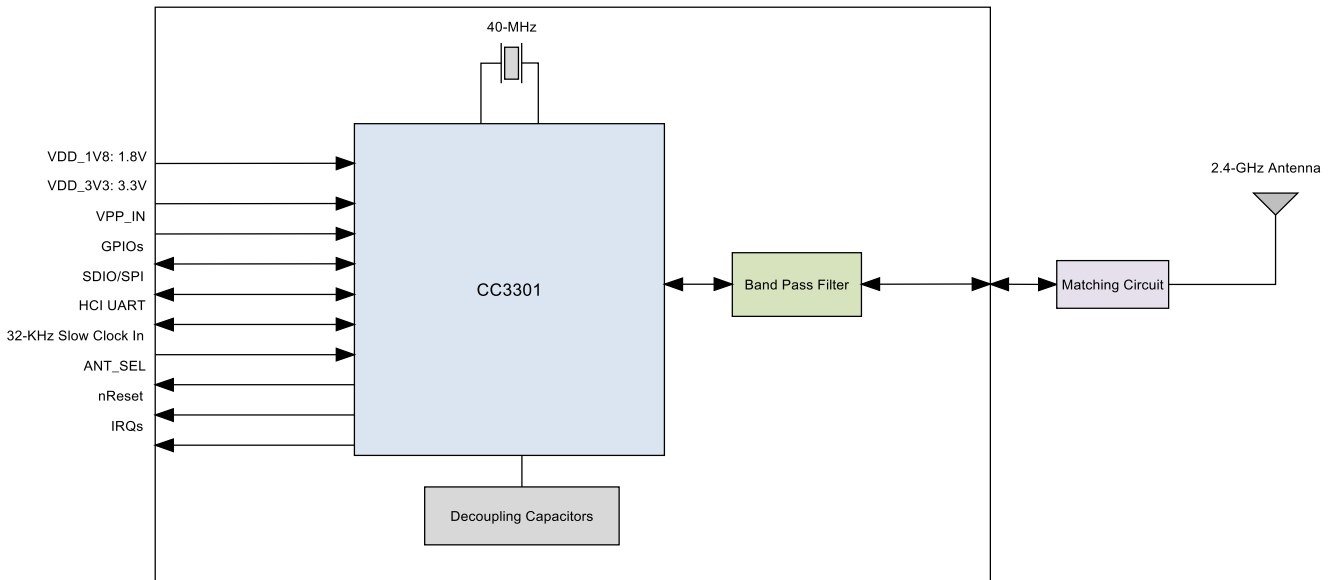 40-MHz
VDD_1V8: 1.8V
VDD_3V3: 3.3V
VPP_IN
GPIOs
SDIO/SPI
HCI UART
32-KHz Slow Clock In
ANT_SEL
nReset
IRQs
CC3301
Band Pass Filter
Matching Circuit
2.4-GHz Antenna
Decoupling Capacitors